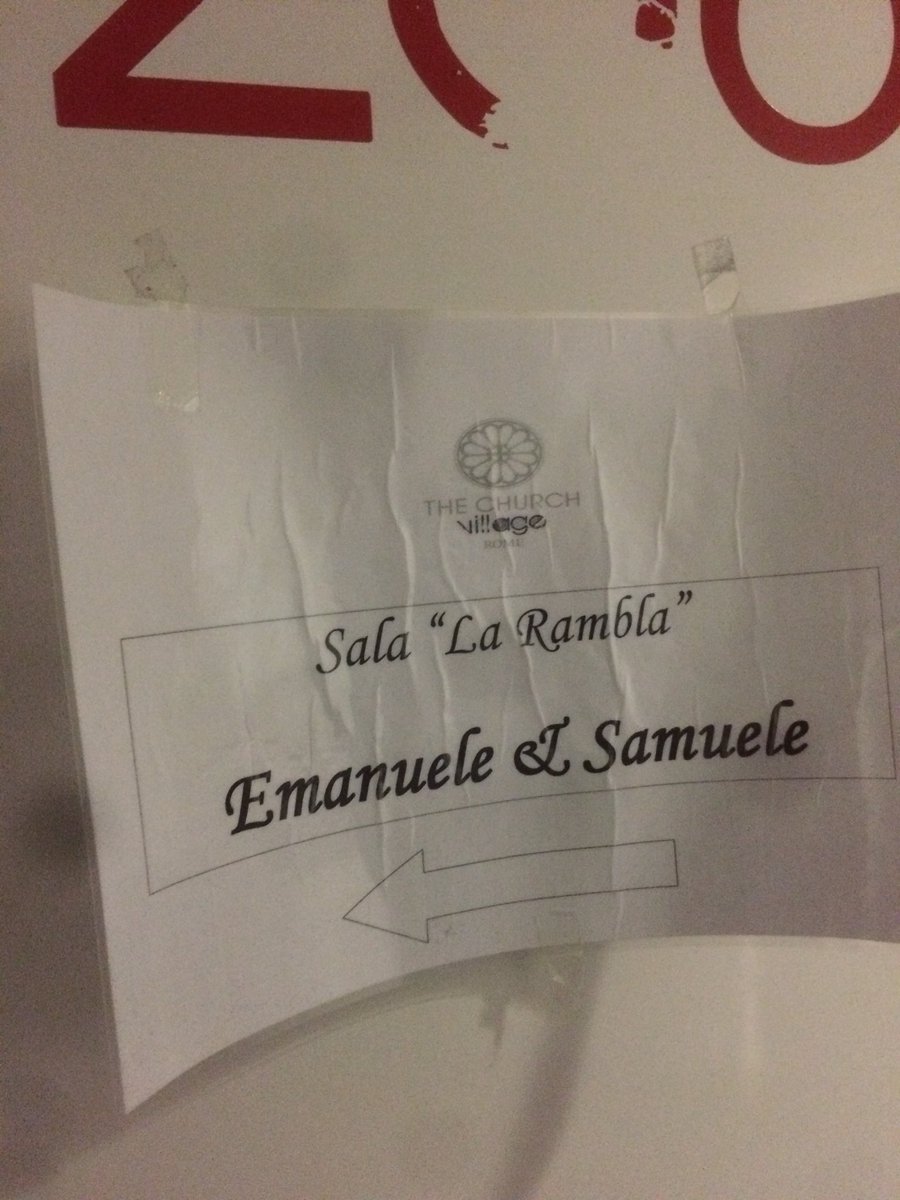 THE CHURCH
village
ROME
Sala “La Rambla”
Emanuele & Samuele